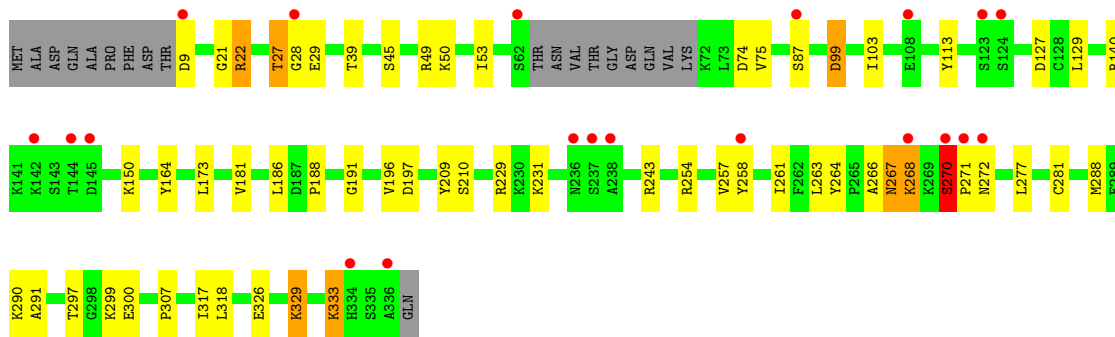 MET ALA ASP GLN ALA PRO PHE ASP THR D9 G21 R22 T27 G28 E29 T39 S45 R49 K50 I53 S62 THR ASN VAL THR GLY ASP GLN VAL LYS K72 L73 D74 V75 S87 D99 I103 E108 Y113 S123 S124 D127 C128 L129
K141 K142 S143 T144 D145 K150 Y164 L173 V181 L186 D187 P188 G191 V196 D197 Y209 S210 R229 K230 K231 N236 S237 A238 R243 R254 V257 Y258 I261 F262 L263 Y264 P265 A266 N267 K268 K269 S270 P271 N272 L277 C281 M288
K290 A291 T297 G298 K299 E300 P307 I317 L318 E326 K329 K333 H334 S335 A336 GLN